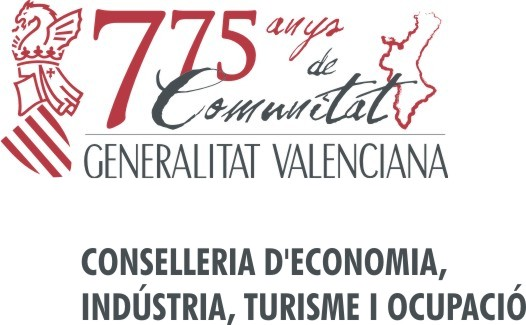 775 anys
de
Comunitat
GENERALITAT VALENCIANA
CONSELLERIA D'ECONOMIA,
INDÚSTRIA, TURISME I OCUPACIÓ